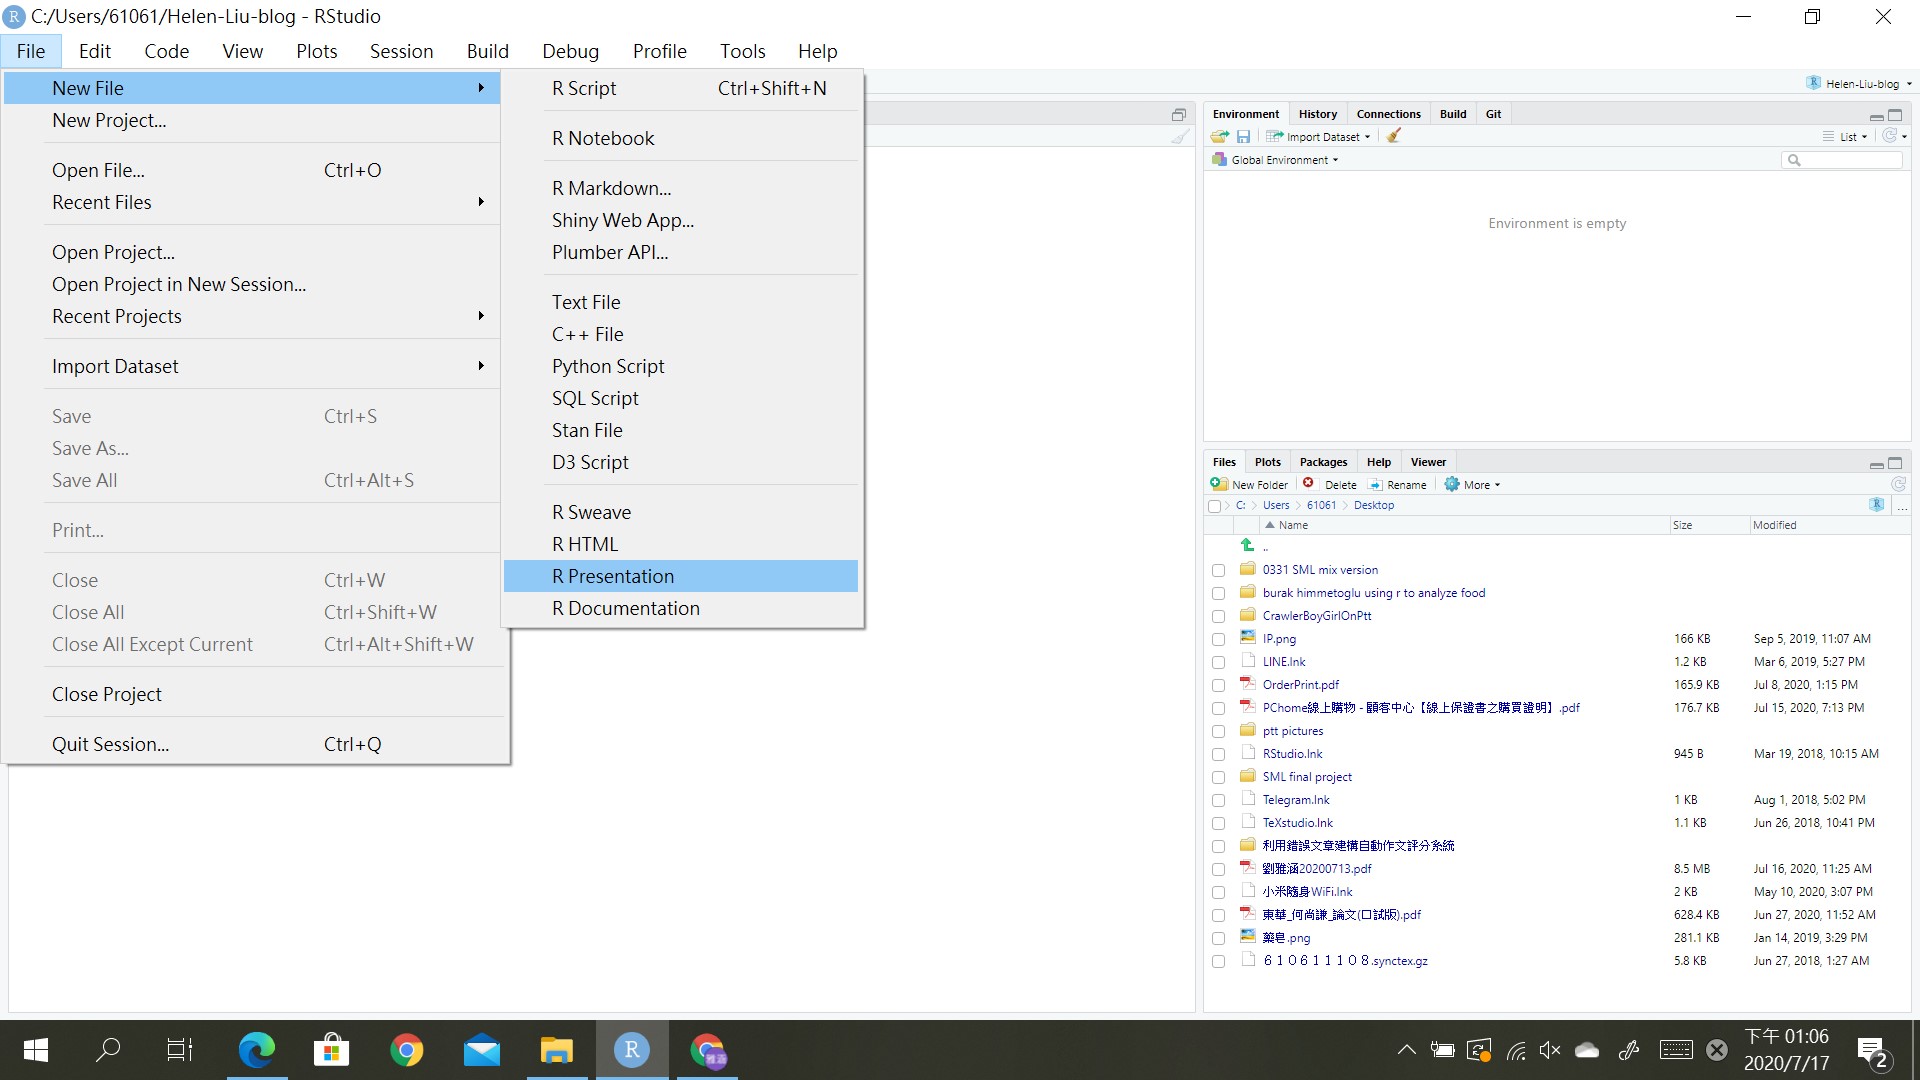 C:/Users/61061/Helen-Liu-blog - RStudio
File Edit Code View Plots Session Build Debug Profile Tools Help
New File
New Project...
Open File... Ctrl+O
Recent Files
Open Project...
Open Project in New Session...
Recent Projects
Import Dataset
Save Ctrl+S
Save As...
Save All Ctrl+Alt+S
Print...
Close Ctrl+W
Close All Ctrl+Shift+W
Close All Except Current Ctrl+Alt+Shift+W
Close Project
Quit Session... Ctrl+Q
R Script Ctrl+Shift+N
R Notebook
R Markdown...
Shiny Web App...
Plumber API...
Text File
C++ File
Python Script
SQL Script
Stan File
D3 Script
R Sweave
R HTML
R Presentation
R Documentation
Helen-Liu-blog
Environment History Connections Build Git
Import Dataset List
Global Environment
Environment is empty
Files Plots Packages Help Viewer
New Folder Delete Rename More
C: Users 61061 Desktop ...
Name Size Modified
..
0331 SML mix version
burak himmetoglu using r to analyze food
CrawlerBoyGirlOnPtt
IP.png 166 KB Sep 5, 2019, 11:07 AM
LINE.lnk 1.2 KB Mar 6, 2019, 5:27 PM
OrderPrint.pdf 165.9 KB Jul 8, 2020, 1:15 PM
PChome線上購物 - 顧客中心【線上保證書之購買證明】.pdf 176.7 KB Jul 15, 2020, 7:13 PM
ptt pictures
RStudio.lnk 945 B Mar 19, 2018, 10:15 AM
SML final project
Telegram.lnk 1 KB Aug 1, 2018, 5:02 PM
TeXstudio.lnk 1.1 KB Jun 26, 2018, 10:41 PM
利用錯誤文章建構自動作文評分系統
劉雅涵20200713.pdf 8.5 MB Jul 16, 2020, 11:25 AM
小米隨身WiFi.lnk 2 KB May 10, 2020, 3:07 PM
東華_何尚謙_論文(口試版).pdf 628.4 KB Jun 27, 2020, 11:52 AM
藥皂.png 281.1 KB Jan 14, 2019, 3:29 PM
６１０６１１１０８.synctex.gz 5.8 KB Jun 27, 2018, 1:27 AM
R 雅涵 下午 01:06
2020/7/17 2